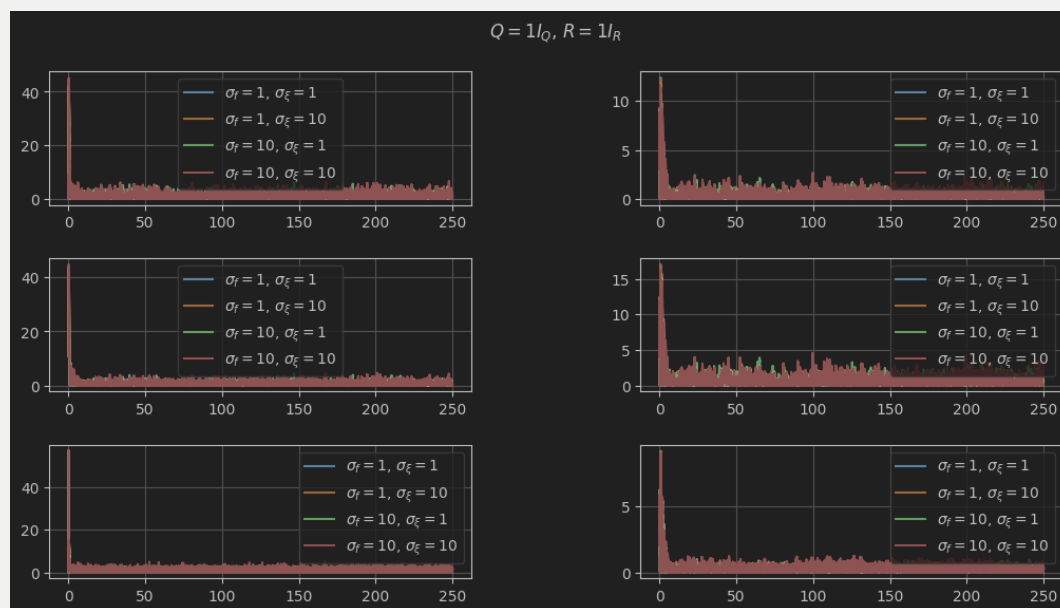 Q = 1I_Q, R = 1I_R
40
20
0
0 50 100 150 200 250
σ_f = 1, σ_ξ = 1
σ_f = 1, σ_ξ = 10
σ_f = 10, σ_ξ = 1
σ_f = 10, σ_ξ = 10
10
5
0
0 50 100 150 200 250
σ_f = 1, σ_ξ = 1
σ_f = 1, σ_ξ = 10
σ_f = 10, σ_ξ = 1
σ_f = 10, σ_ξ = 10
40
20
0
0 50 100 150 200 250
σ_f = 1, σ_ξ = 1
σ_f = 1, σ_ξ = 10
σ_f = 10, σ_ξ = 1
σ_f = 10, σ_ξ = 10
15
10
5
0
0 50 100 150 200 250
σ_f = 1, σ_ξ = 1
σ_f = 1, σ_ξ = 10
σ_f = 10, σ_ξ = 1
σ_f = 10, σ_ξ = 10
40
20
0
0 50 100 150 200 250
σ_f = 1, σ_ξ = 1
σ_f = 1, σ_ξ = 10
σ_f = 10, σ_ξ = 1
σ_f = 10, σ_ξ = 10
5
0
0 50 100 150 200 250
σ_f = 1, σ_ξ = 1
σ_f = 1, σ_ξ = 10
σ_f = 10, σ_ξ = 1
σ_f = 10, σ_ξ = 10